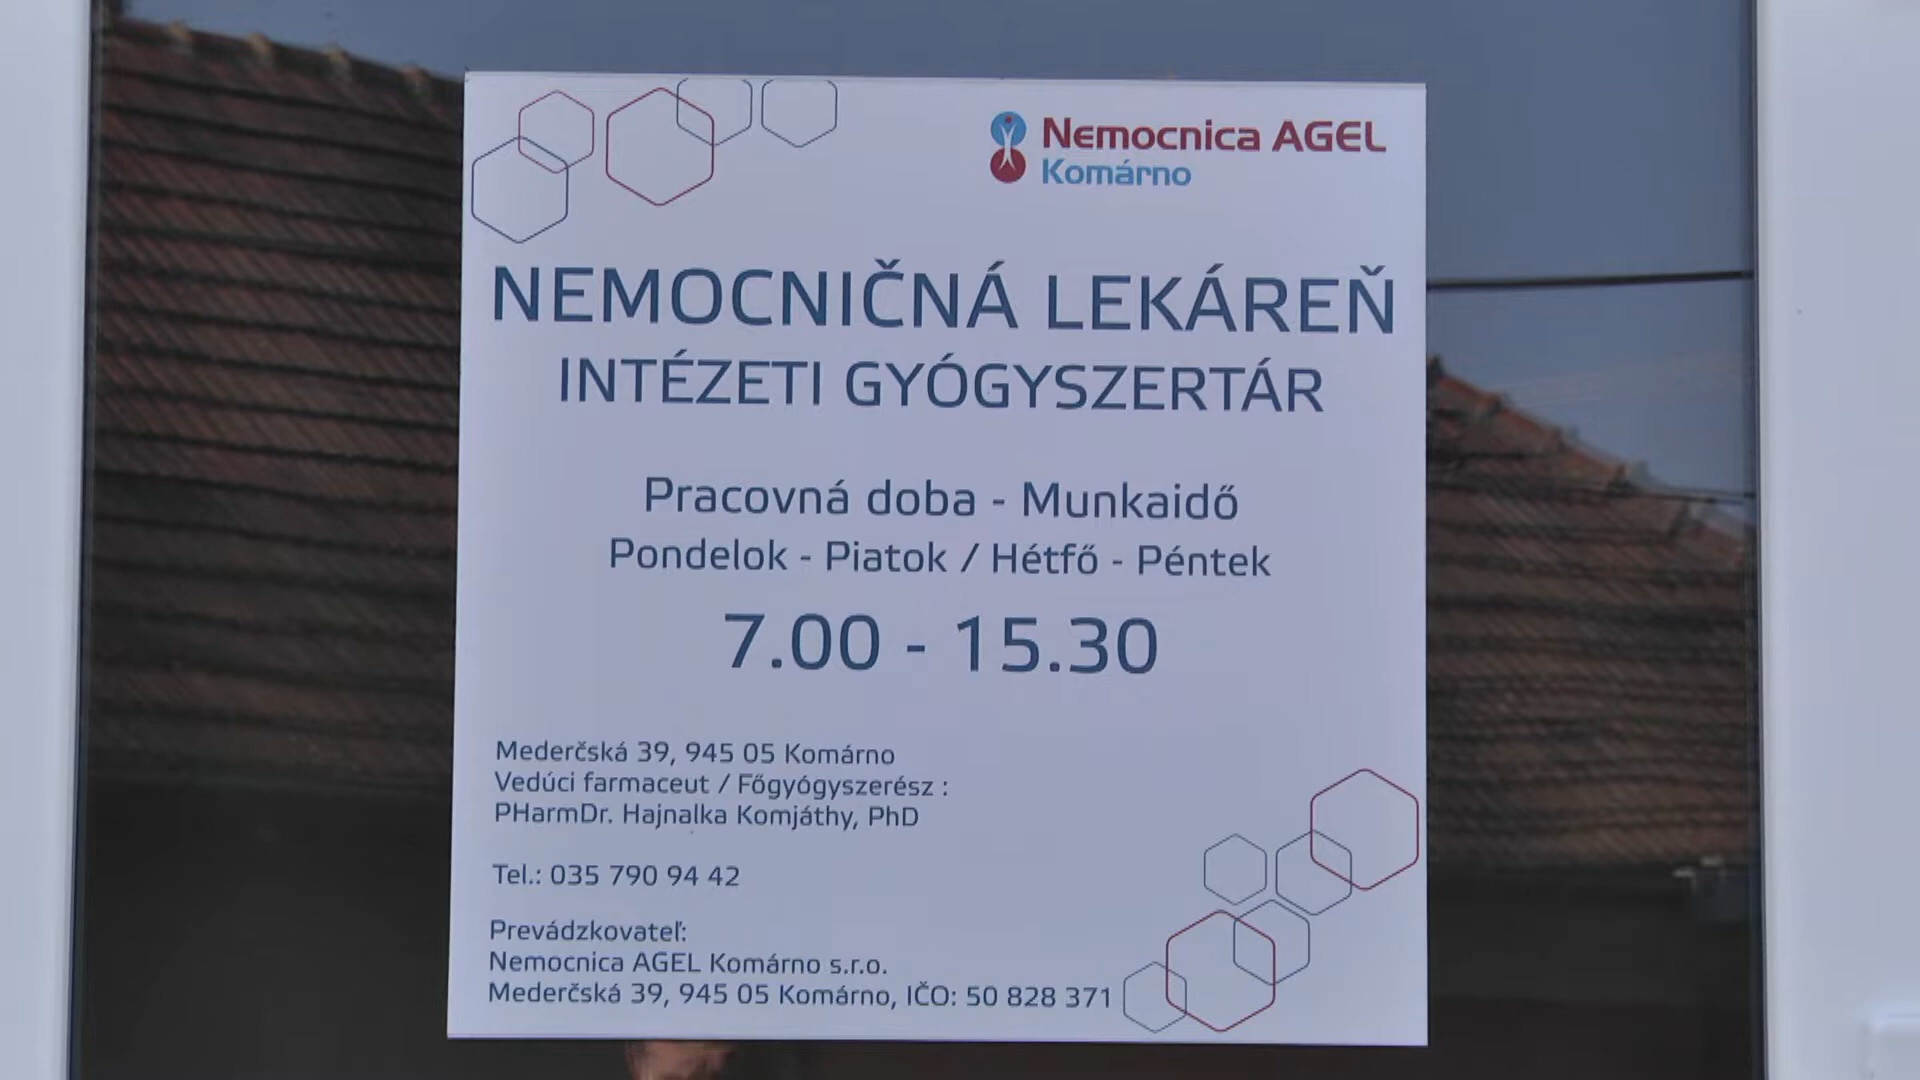 Nemocnica AGEL
Komárno
NEMOCNIČNÁ LEKÁREŇ
INTÉZETI GYÓGYSZERTÁR
Pracovná doba - Munkaidő
Pondelok - Piatok / Hétfő - Péntek
7.00 - 15.30
Mederčská 39, 945 05 Komárno
Vedúci farmaceut / Főgyógyszerész :
PHarmDr. Hajnalka Komjáthy, PhD
Tel.: 035 790 94 42
Prevádzkovateľ:
Nemocnica AGEL Komárno s.r.o.
Mederčská 39, 945 05 Komárno, IČO: 50 828 371